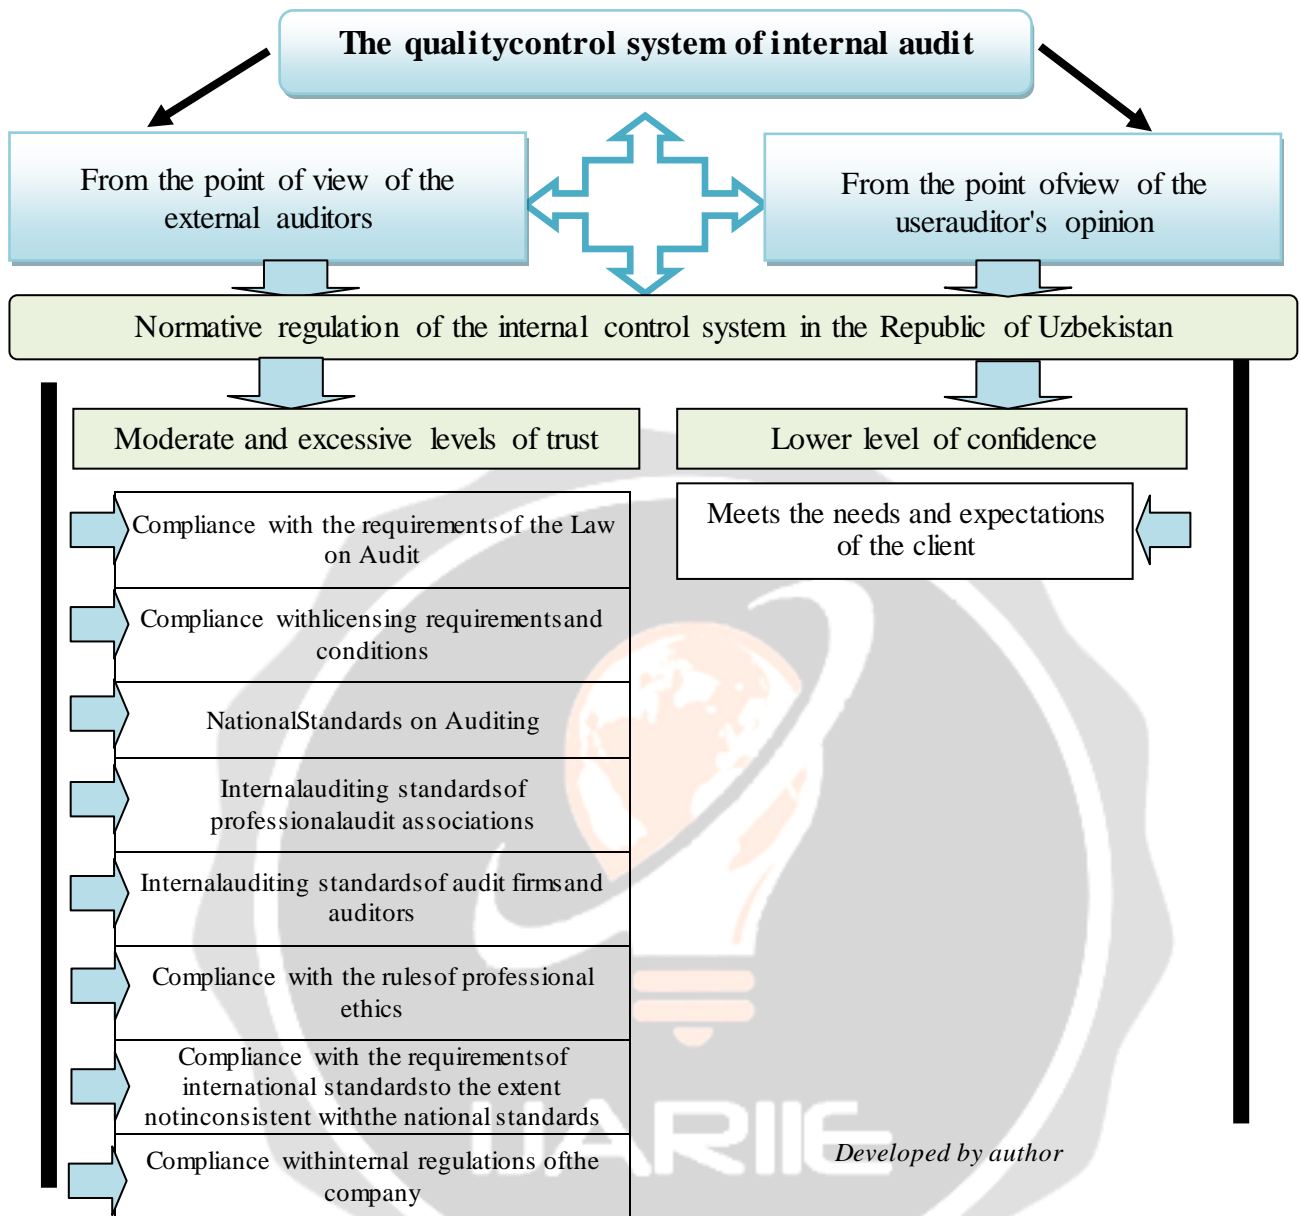 The qualitycontrol system of internal audit
From the point of view of the
external auditors
From the point ofview of the
userauditor's opinion
Normative regulation of the internal control system in the Republic of Uzbekistan
Moderate and excessive levels of trust
Lower level of confidence
Compliance with the requirementsof the Law
on Audit
Meets the needs and expectations
of the client
Compliance withlicensing requirementsand
conditions
NationalStandards on Auditing
Internalauditing standardsof
professionalaudit associations
Internalauditing standardsof audit firmsand
auditors
Compliance with the rulesof professional
ethics
Compliance with the requirementsof
international standardsto the extent
notinconsistent withthe national standards
Compliance withinternal regulations ofthe
company
IJARIIE
Developed by author